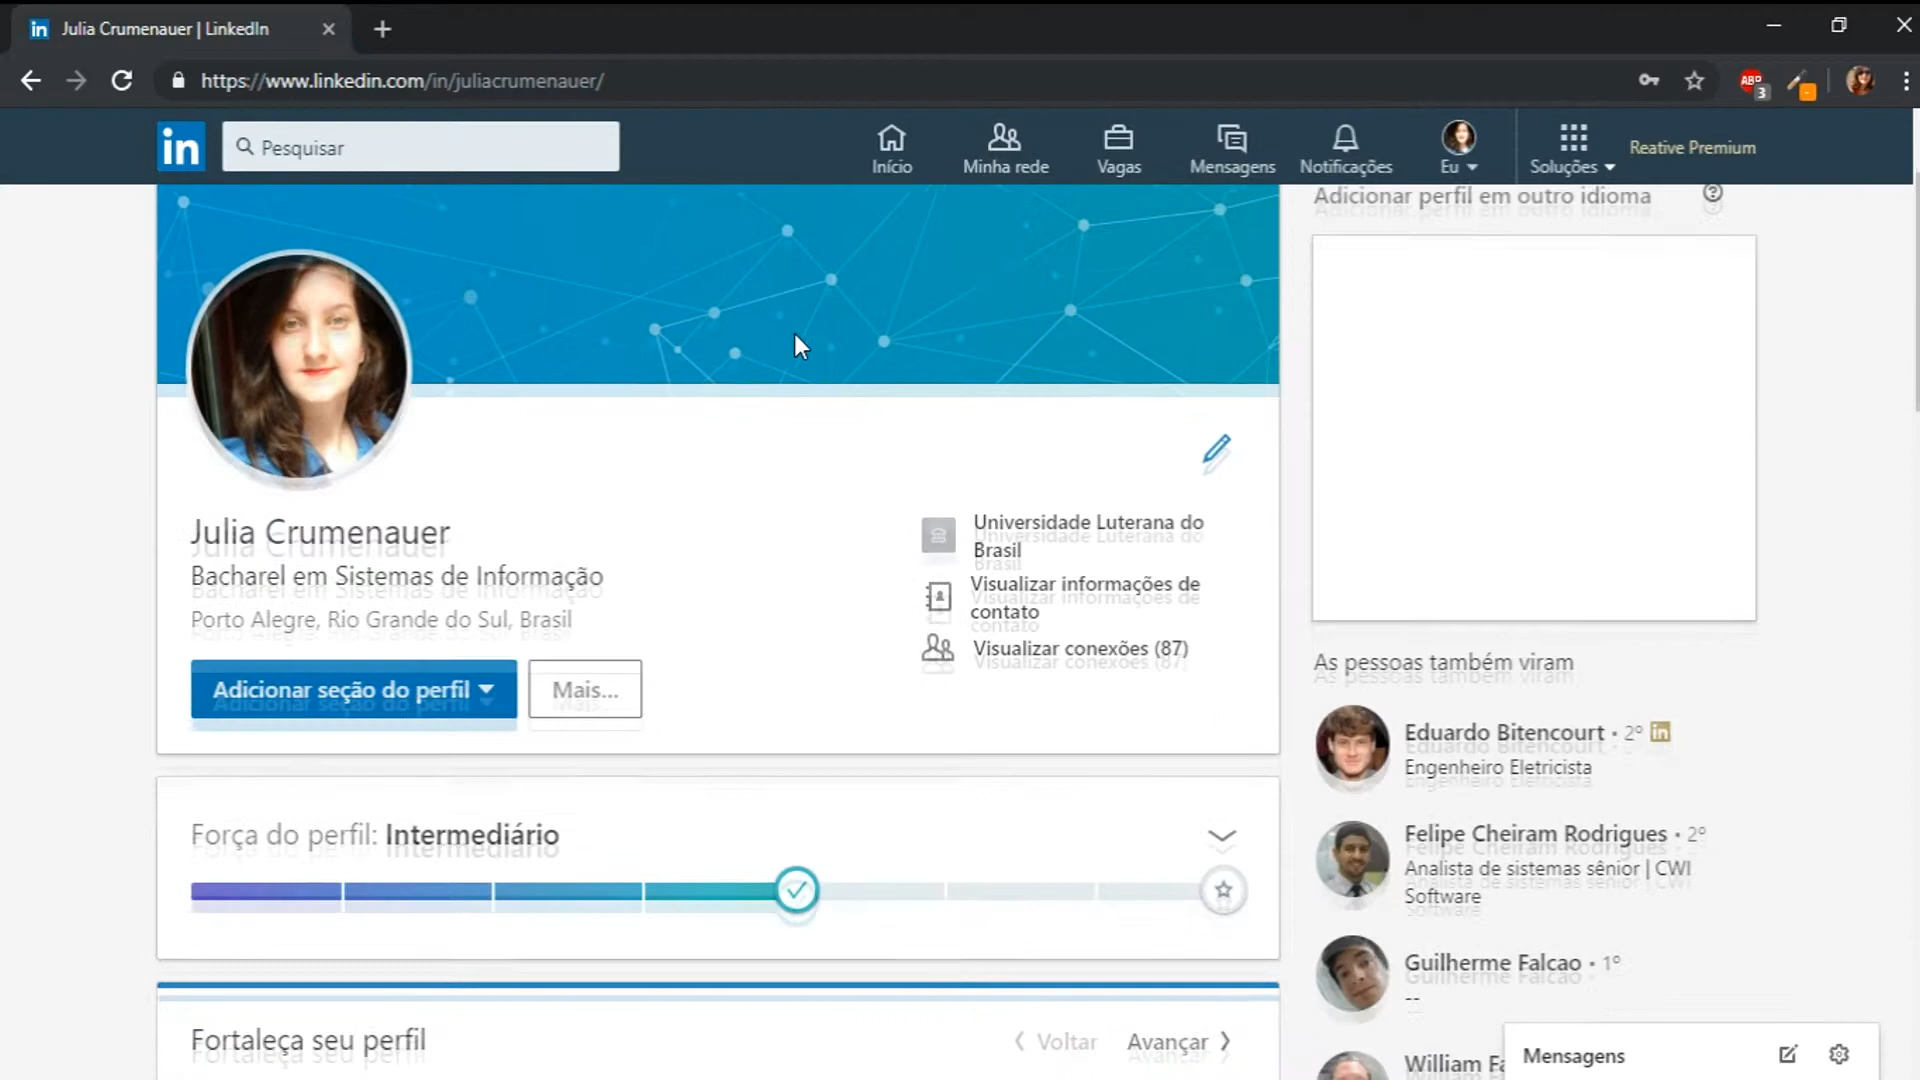 Julia Crumenauer | LinkedIn
https://www.linkedin.com/in/juliacrumenauer/
ABP
3
in
Pesquisar
Início
Minha rede
Vagas
Mensagens
Notificações
Eu
Soluções
Reative Premium
Adicionar perfil em outro idioma
Julia Crumenauer
Bacharel em Sistemas de Informação
Porto Alegre, Rio Grande do Sul, Brasil
Adicionar seção do perfil
Mais...
Universidade Luterana do
Brasil
Visualizar informações de
contato
Visualizar conexões (87)
Força do perfil: Intermediário
Fortaleça seu perfil
Voltar
Avançar
As pessoas também viram
Eduardo Bitencourt • 2º in
Engenheiro Eletricista
Felipe Cheiram Rodrigues • 2º
Analista de sistemas sênior | CWI
Software
Guilherme Falcao • 1º
--
William
Mensagens